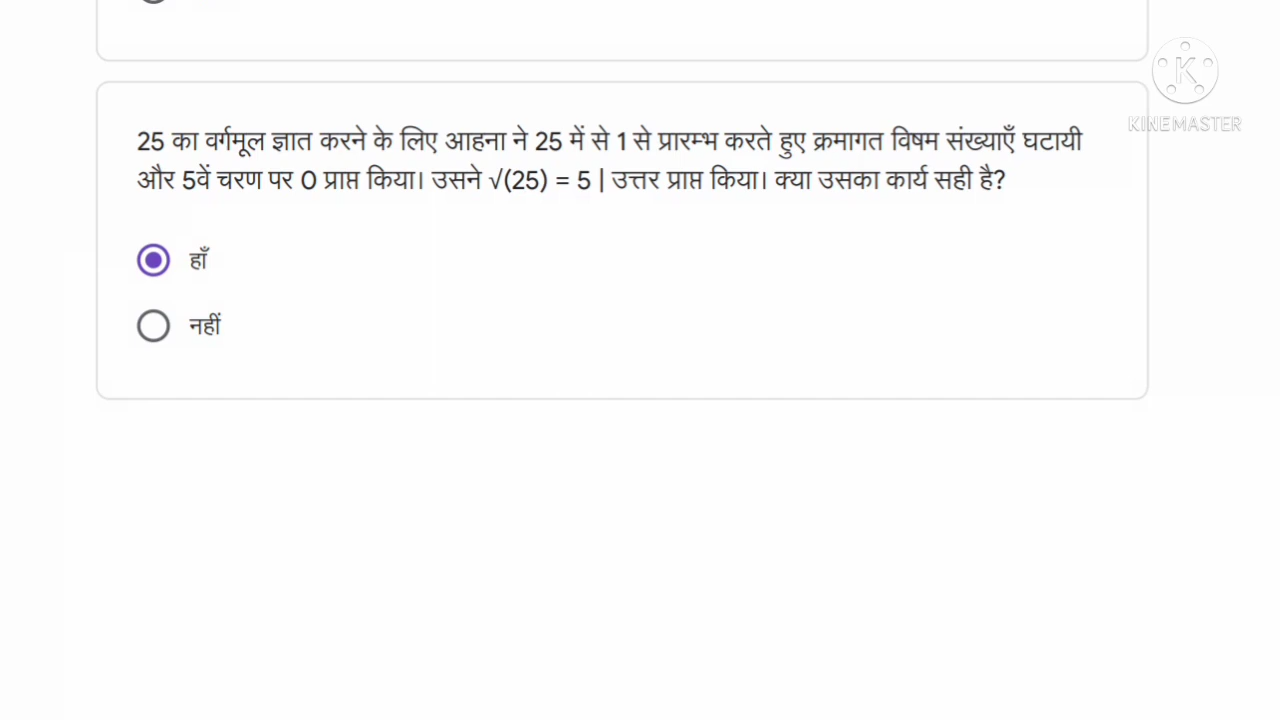 K
KINEMASTER
25 का वर्गमूल ज्ञात करने के लिए आहना ने 25 में से 1 से प्रारम्भ करते हुए क्रमागत विषम संख्याएँ घटायी
और 5वें चरण पर 0 प्राप्त किया। उसने √(25) = 5 | उत्तर प्राप्त किया। क्या उसका कार्य सही है?
हाँ
नहीं